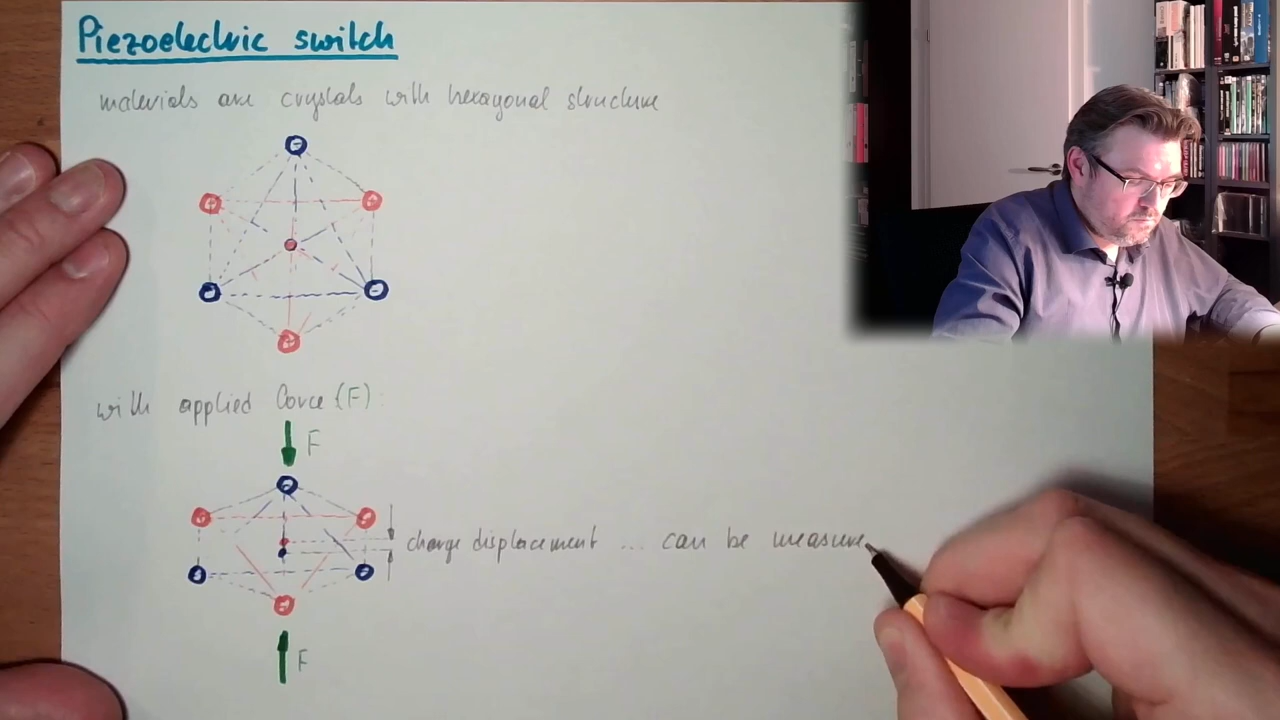 Piezoelectric switch
materials are crystals with hexagonal structure
with applied force (F):
F
charge displacement ... can be measure
F